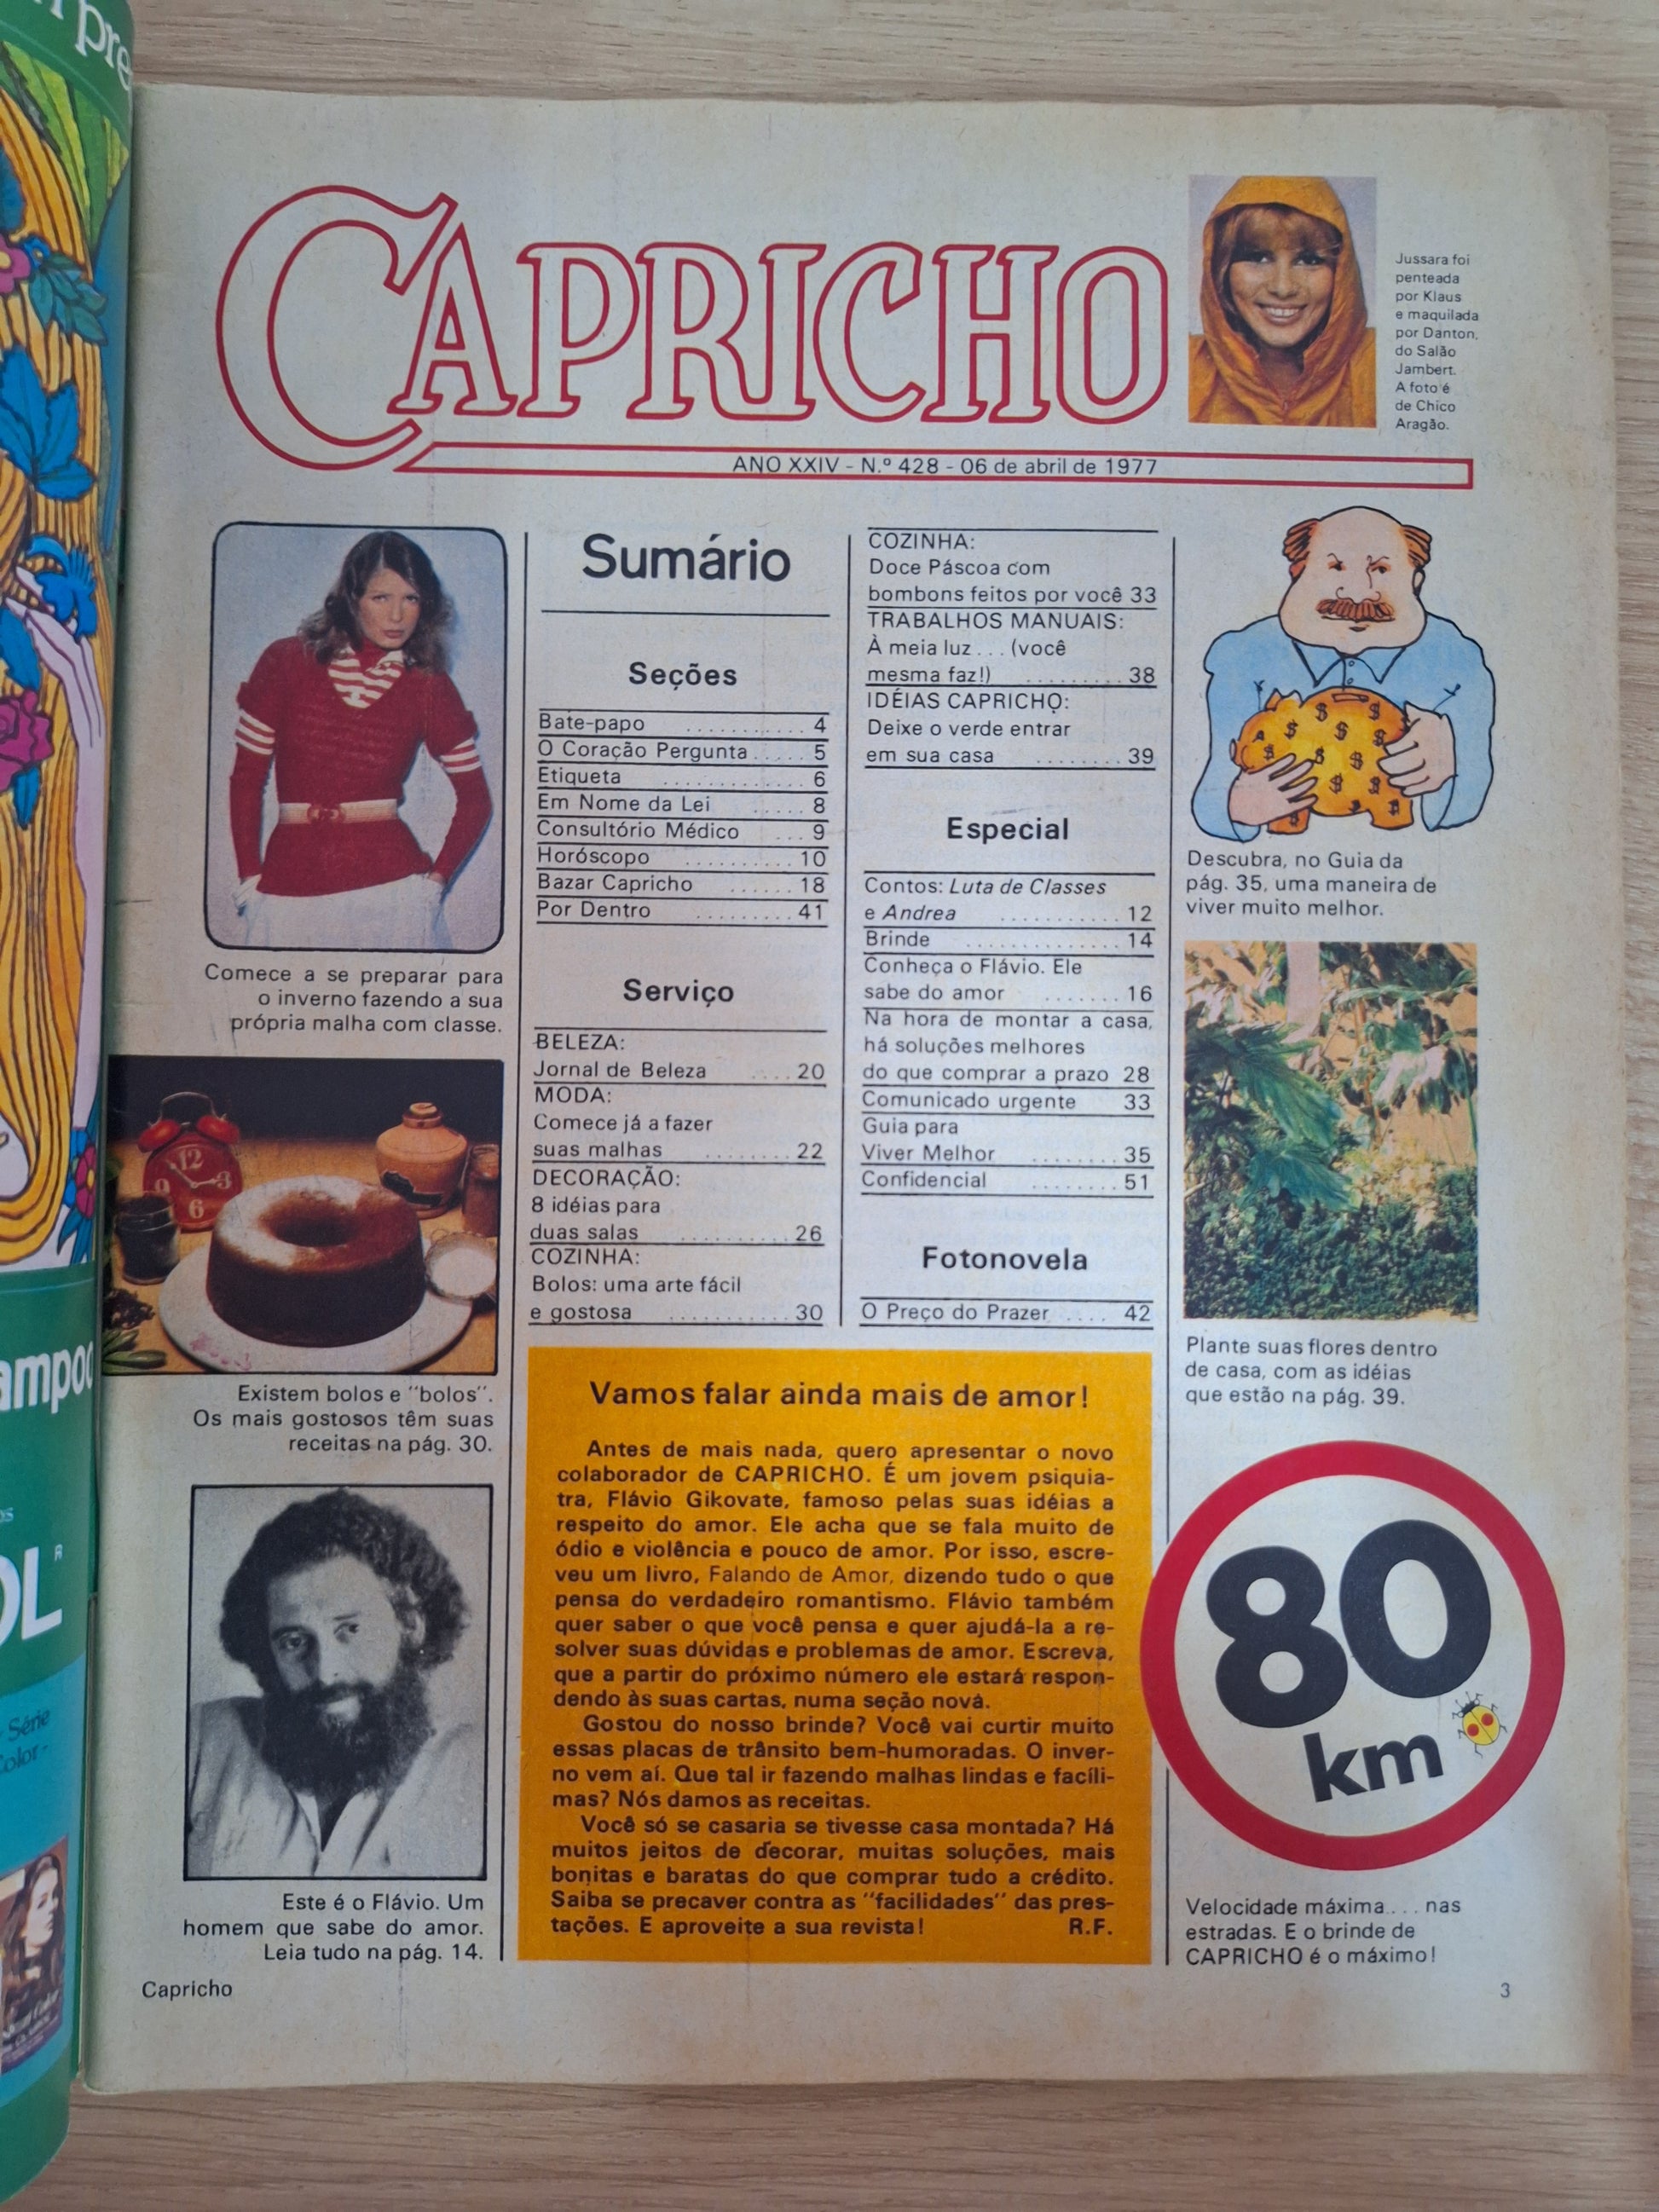 CAPRICHO
Jussara foi
penteada
por Klaus
e maquilada
por Danton,
do Salão
Jambert.
A foto é
de Chico
Aragão.
ANO XXIV - N.º 428 - 06 de abril de 1977
Comece a se preparar para
o inverno fazendo a sua
própria malha com classe.
12
3
6
9
Existem bolos e "bolos".
Os mais gostosos têm suas
receitas na pág. 30.
Este é o Flávio. Um
homem que sabe do amor.
Leia tudo na pág. 14.
Sumário
Seções
Bate-papo ........... 4
O Coração Pergunta ..... 5
Etiqueta ............ 6
Em Nome da Lei ..... 8
Consultório Médico ... 9
Horóscopo .......... 10
Bazar Capricho ...... 18
Por Dentro ......... 41
Serviço
BELEZA:
Jornal de Beleza .... 20
MODA:
Comece já a fazer
suas malhas ........ 22
DECORAÇÃO:
8 idéias para
duas salas .......... 26
COZINHA:
Bolos: uma arte fácil
e gostosa ........... 30
COZINHA:
Doce Páscoa com
bombons feitos por você 33
TRABALHOS MANUAIS:
À meia luz... (você
mesma faz!) ......... 38
IDÉIAS CAPRICHO:
Deixe o verde entrar
em sua casa ........ 39
Especial
Contos: Luta de Classes
e Andrea ........... 12
Brinde .............. 14
Conheça o Flávio. Ele
sabe do amor ....... 16
Na hora de montar a casa,
há soluções melhores
do que comprar a prazo 28
Comunicado urgente 33
Guia para
Viver Melhor ........ 35
Confidencial ........ 51
Fotonovela
O Preço do Prazer .... 42
Vamos falar ainda mais de amor!
Antes de mais nada, quero apresentar o novo
colaborador de CAPRICHO. É um jovem psiquia-
tra, Flávio Gikovate, famoso pelas suas idéias a
respeito do amor. Ele acha que se fala muito de
ódio e violência e pouco de amor. Por isso, escre-
veu um livro, Falando de Amor, dizendo tudo o que
pensa do verdadeiro romantismo. Flávio também
quer saber o que você pensa e quer ajudá-la a re-
solver suas dúvidas e problemas de amor. Escreva,
que a partir do próximo número ele estará respon-
dendo às suas cartas, numa seção nova.
Gostou do nosso brinde? Você vai curtir muito
essas placas de trânsito bem-humoradas. O inver-
no vem aí. Que tal ir fazendo malhas lindas e facíli-
mas? Nós damos as receitas.
Você só se casaria se tivesse casa montada? Há
muitos jeitos de decorar, muitas soluções, mais
bonitas e baratas do que comprar tudo a crédito.
Saiba se precaver contra as "facilidades" das pres-
tações. E aproveite a sua revista! R.F.
Descubra, no Guia da
pág. 35, uma maneira de
viver muito melhor.
Plante suas flores dentro
de casa, com as idéias
que estão na pág. 39.
80
km
Velocidade máxima.... nas
estradas. E o brinde de
CAPRICHO é o máximo!
Capricho
3
pre
ampoo
OL
R
Série
Color-